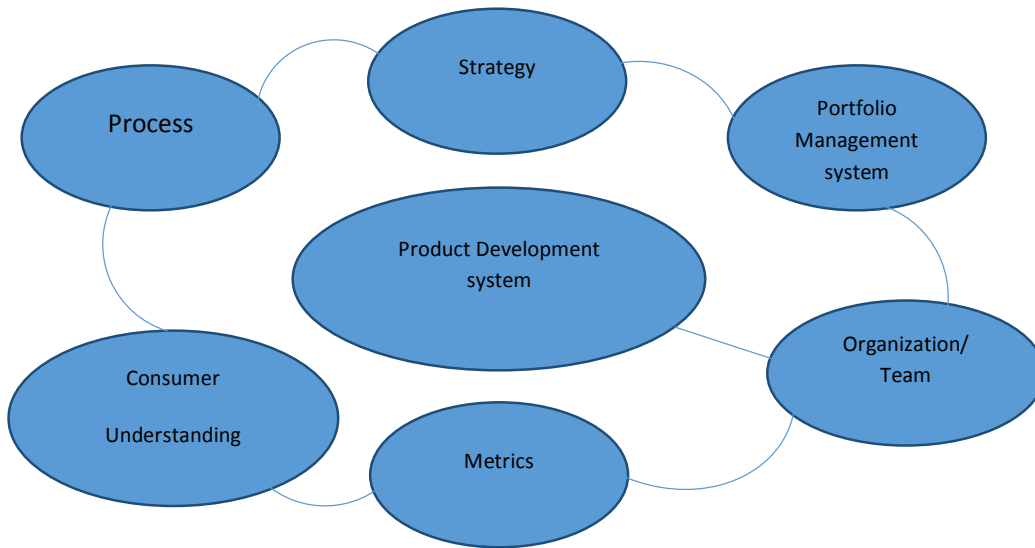 Strategy
Process
Portfolio
Management
system
Product Development
system
Organization/
Team
Consumer
Understanding
Metrics